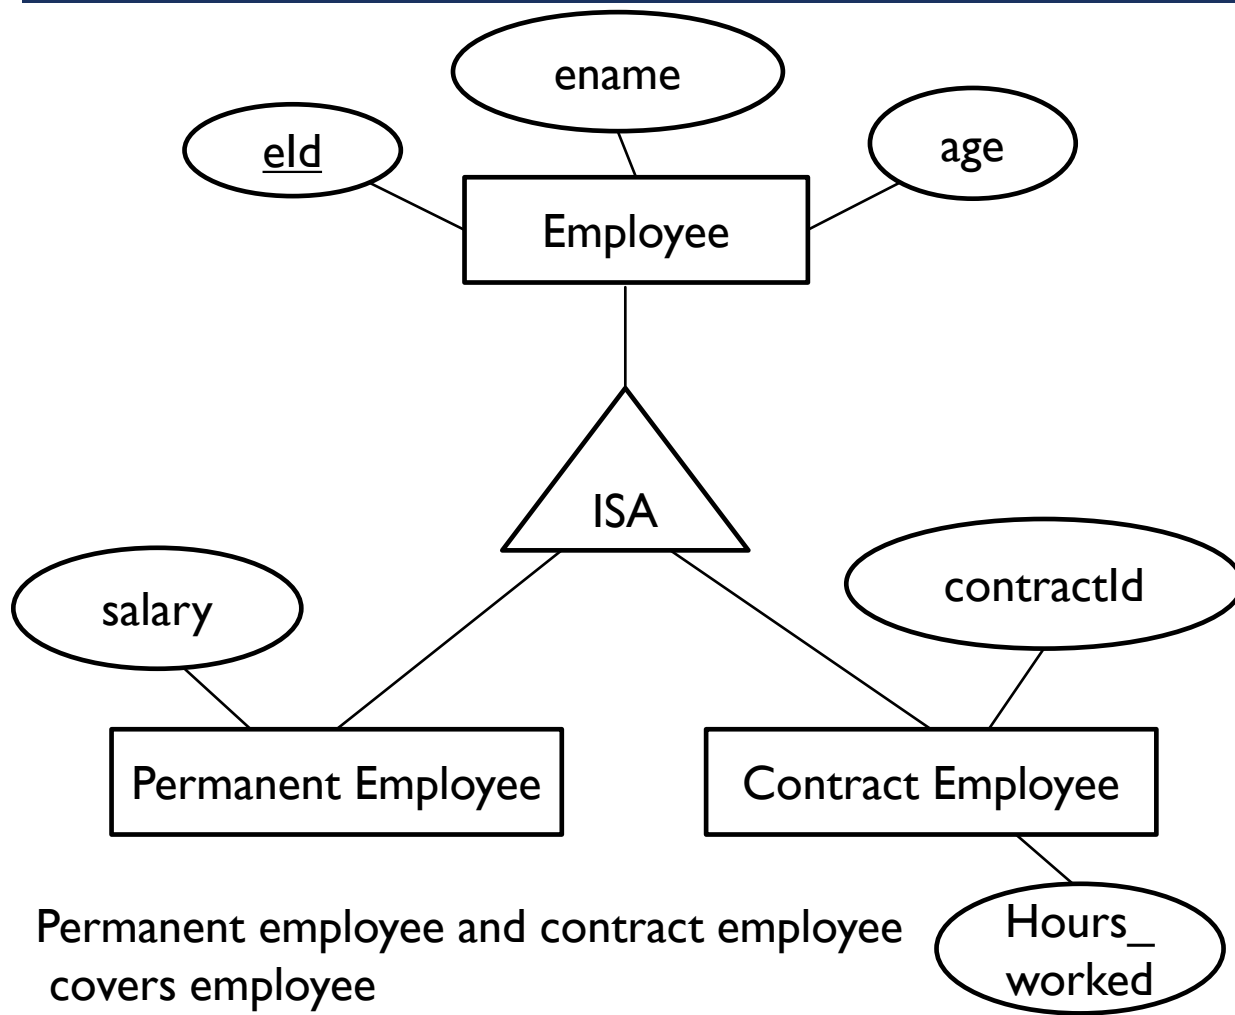 ename
eId
age
Employee
ISA
salary
contractId
Permanent Employee
Contract Employee
Permanent employee and contract employee
covers employee
Hours_
worked